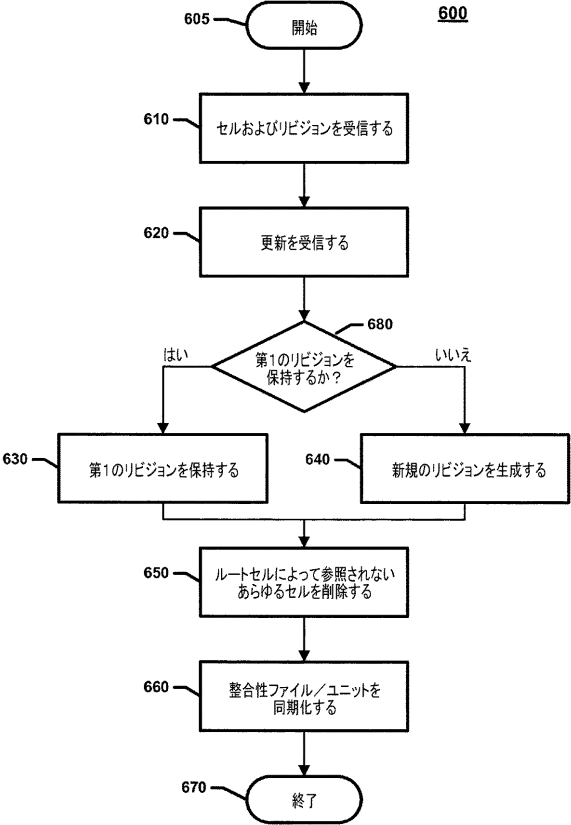 600
605
開始
610
セルおよびリビジョンを受信する
620
更新を受信する
680
第1のリビジョンを
保持するか？
はい
いいえ
630
第1のリビジョンを保持する
640
新規のリビジョンを生成する
650
ルートセルによって参照されない
あらゆるセルを削除する
660
整合性ファイル／ユニットを
同期化する
670
終了